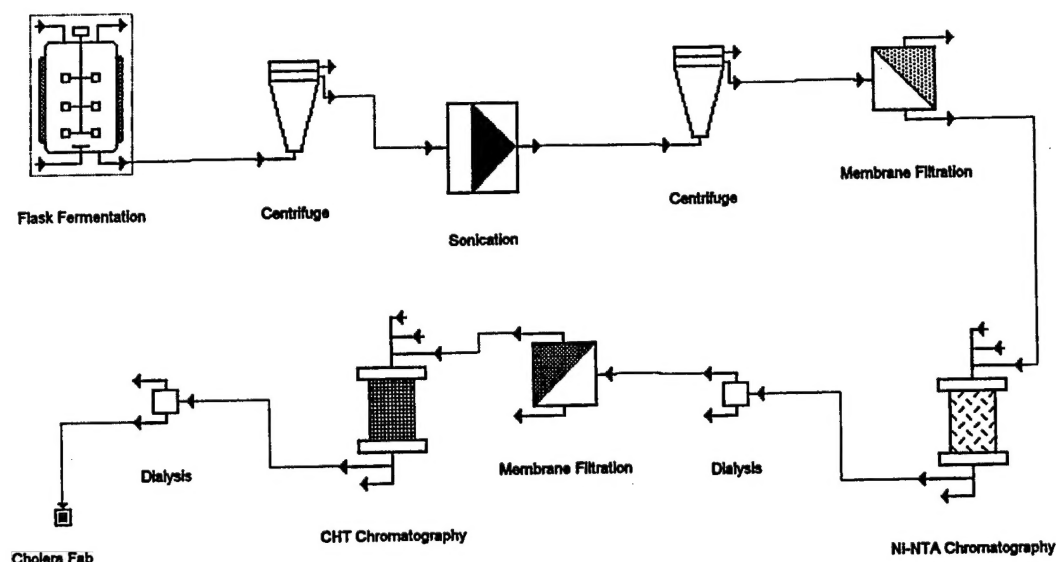 Flask Fermentation
Centrifuge
Sonication
Centrifuge
Membrane Filtration
Dialysis
CHT Chromatography
Membrane Filtration
Dialysis
Ni-NTA Chromatography
Cholera Fab